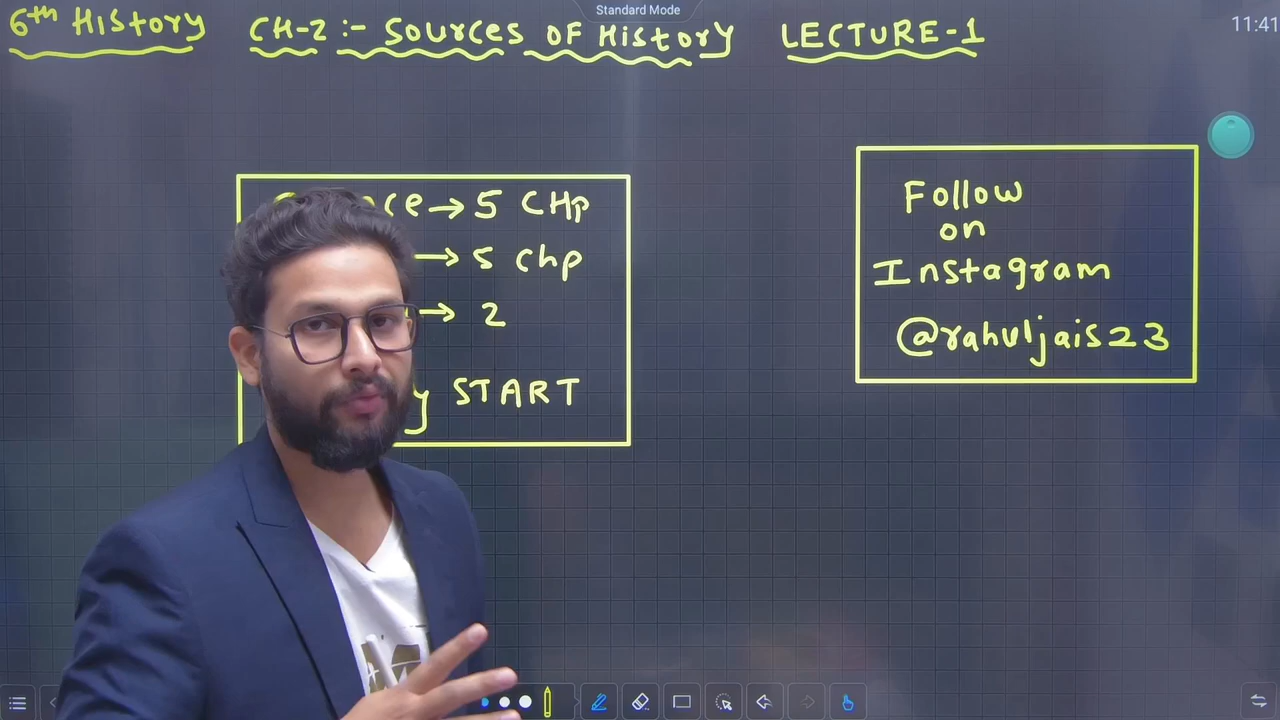 Standard Mode
11:41
6th History CH-2 :- Sources of History LECTURE-1
→ 5 CHp
→ 5 Chp
→ 2
START
Follow
on
Instagram
@rahuljais23